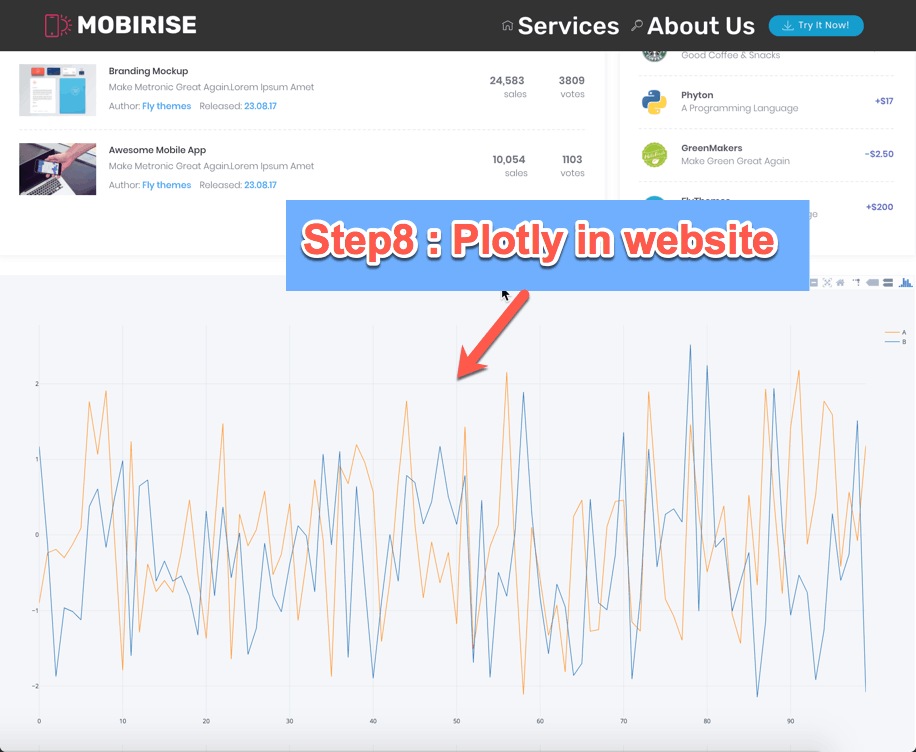 MOBIRISE
Services
About Us
Try It Now!
Branding Mockup
Make Metronic Great Again.Lorem Ipsum Amet
Author: Fly themes Released: 23.08.17
24,583
sales
3809
votes
Awesome Mobile App
Make Metronic Great Again.Lorem Ipsum Amet
Author: Fly themes Released: 23.08.17
10,054
sales
1103
votes
Good Coffee & Snacks
Phyton
A Programming Language
+$17
GreenMakers
Make Green Great Again
-$2.50
FlyThemes
+$200
Step8 : Plotly in website
A
B
2
1
0
−1
−2
0 10 20 30 40 50 60 70 80 90